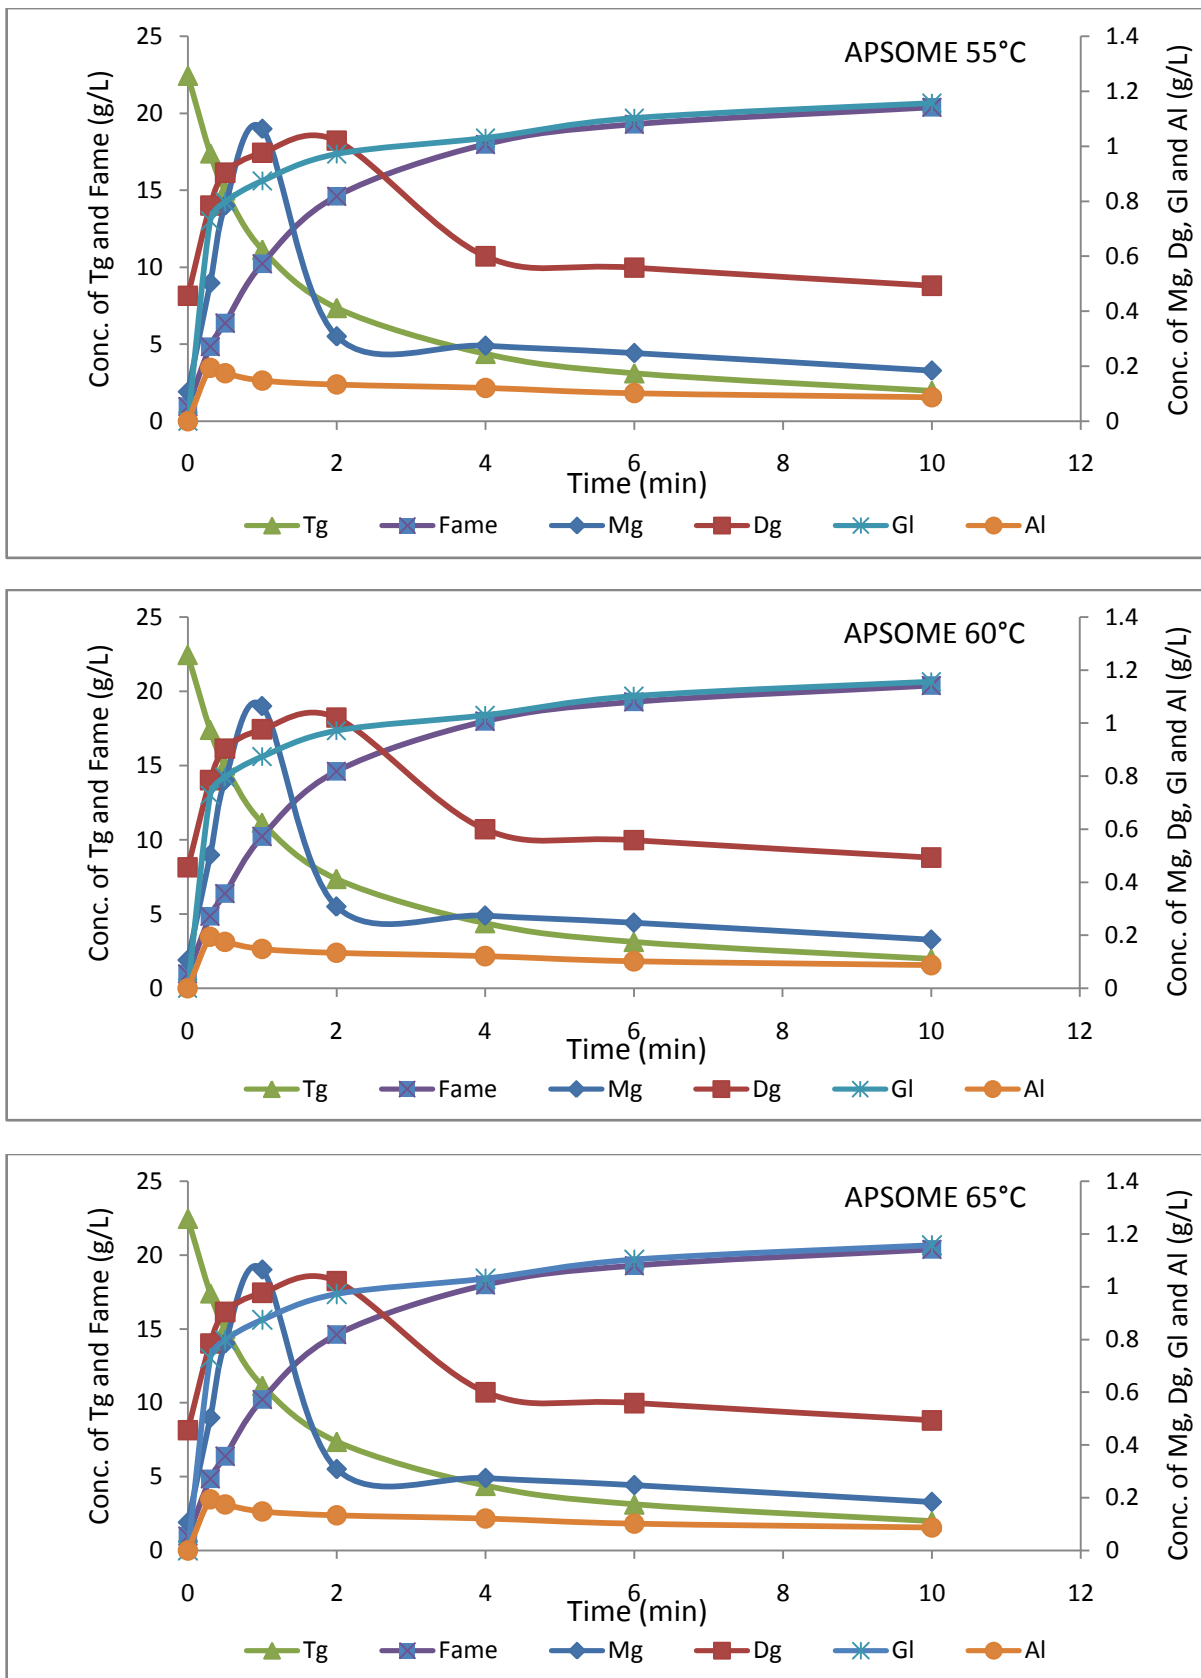 APSOME 55°C
Conc. of Tg and Fame (g/L)
25
20
15
10
5
0
Conc. of Mg, Dg, Gl and Al (g/L)
1.4
1.2
1
0.8
0.6
0.4
0.2
0
0 2 4 6 8 10 12
Time (min)
Tg Fame Mg Dg Gl Al
APSOME 60°C
Conc. of Tg and Fame (g/L)
25
20
15
10
5
0
Conc. of Mg, Dg, Gl and Al (g/L)
1.4
1.2
1
0.8
0.6
0.4
0.2
0
0 2 4 6 8 10 12
Time (min)
Tg Fame Mg Dg Gl Al
APSOME 65°C
Conc. of Tg and Fame (g/L)
25
20
15
10
5
0
Conc. of Mg, Dg, Gl and Al (g/L)
1.4
1.2
1
0.8
0.6
0.4
0.2
0
0 2 4 6 8 10 12
Time (min)
Tg Fame Mg Dg Gl Al